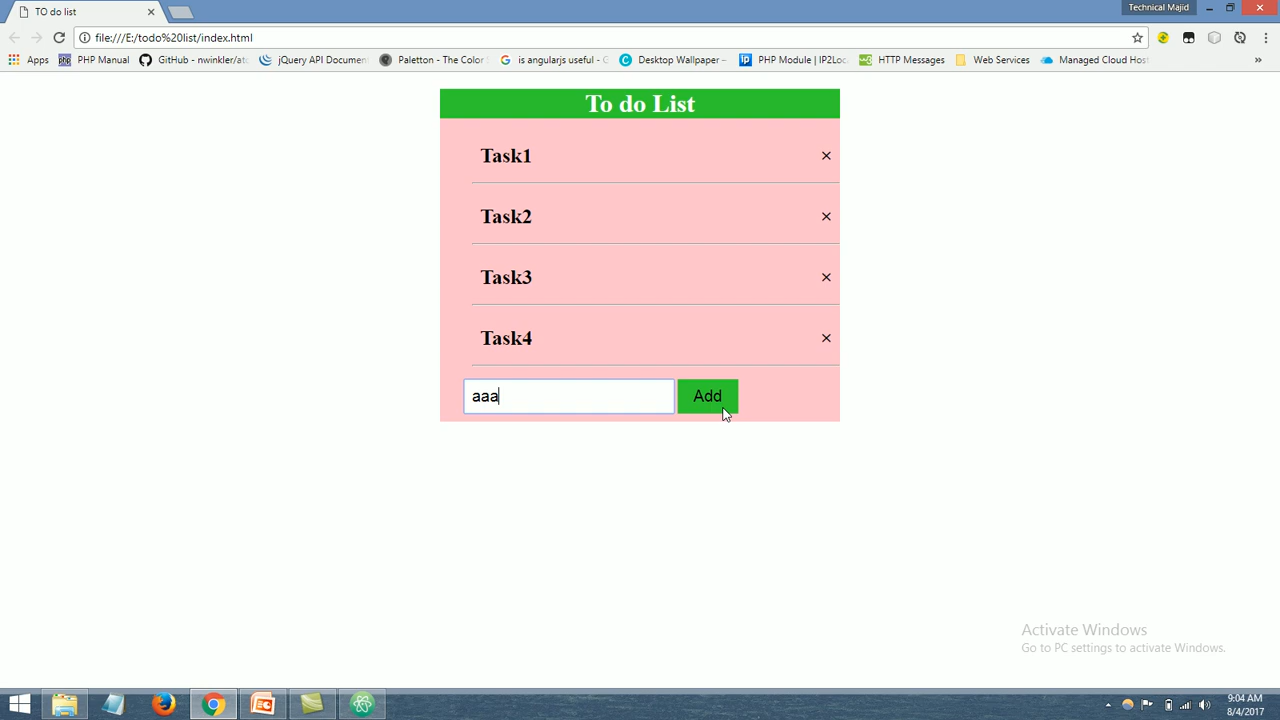 TO do list
Technical Majid
file:///E:/todo%20list/index.html
Apps PHP Manual GitHub - nwinkler/ato jQuery API Document Paletton - The Color is angularjs useful - G Desktop Wallpaper - PHP Module | IP2Loc HTTP Messages Web Services Managed Cloud Host »
To do List
Task1 ×
Task2 ×
Task3 ×
Task4 ×
aaa Add
Activate Windows
Go to PC settings to activate Windows.
9:04 AM
8/4/2017